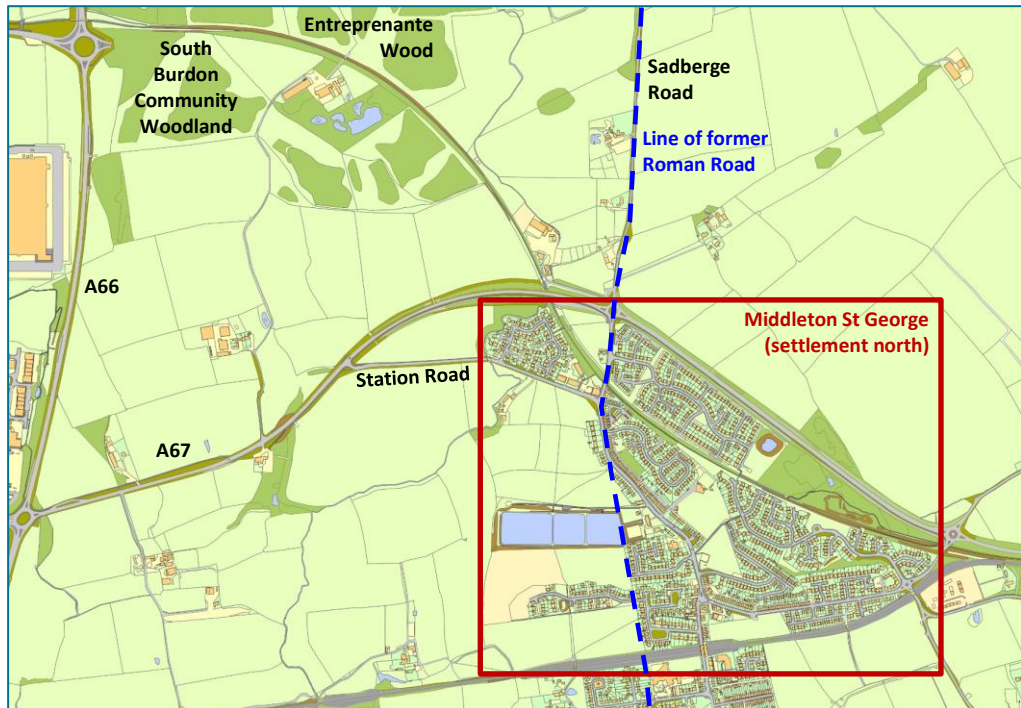 Entreprenante
Wood
South
Burdon
Community
Woodland
Sadberge
Road
Line of former
Roman Road
A66
Middleton St George
(settlement north)
Station Road
A67